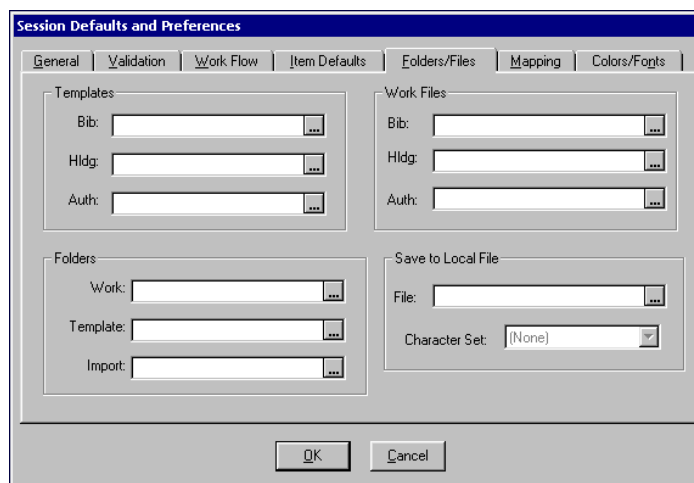 Session Defaults and Preferences
General Validation Work Flow Item Defaults Folders/Files Mapping Colors/Fonts
Templates
Bib: ...
Hldg: ...
Auth: ...
Work Files
Bib: ...
Hldg: ...
Auth: ...
Folders
Work: ...
Template: ...
Import: ...
Save to Local File
File: ...
Character Set: (None)
OK Cancel